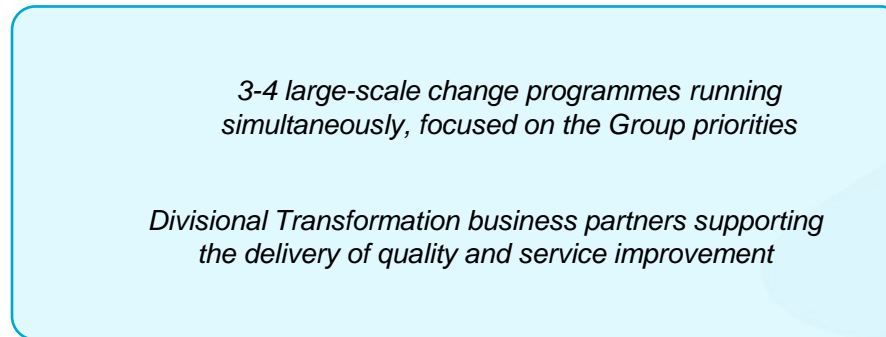 3-4 large-scale change programmes running
simultaneously, focused on the Group priorities
Divisional Transformation business partners supporting
the delivery of quality and service improvement